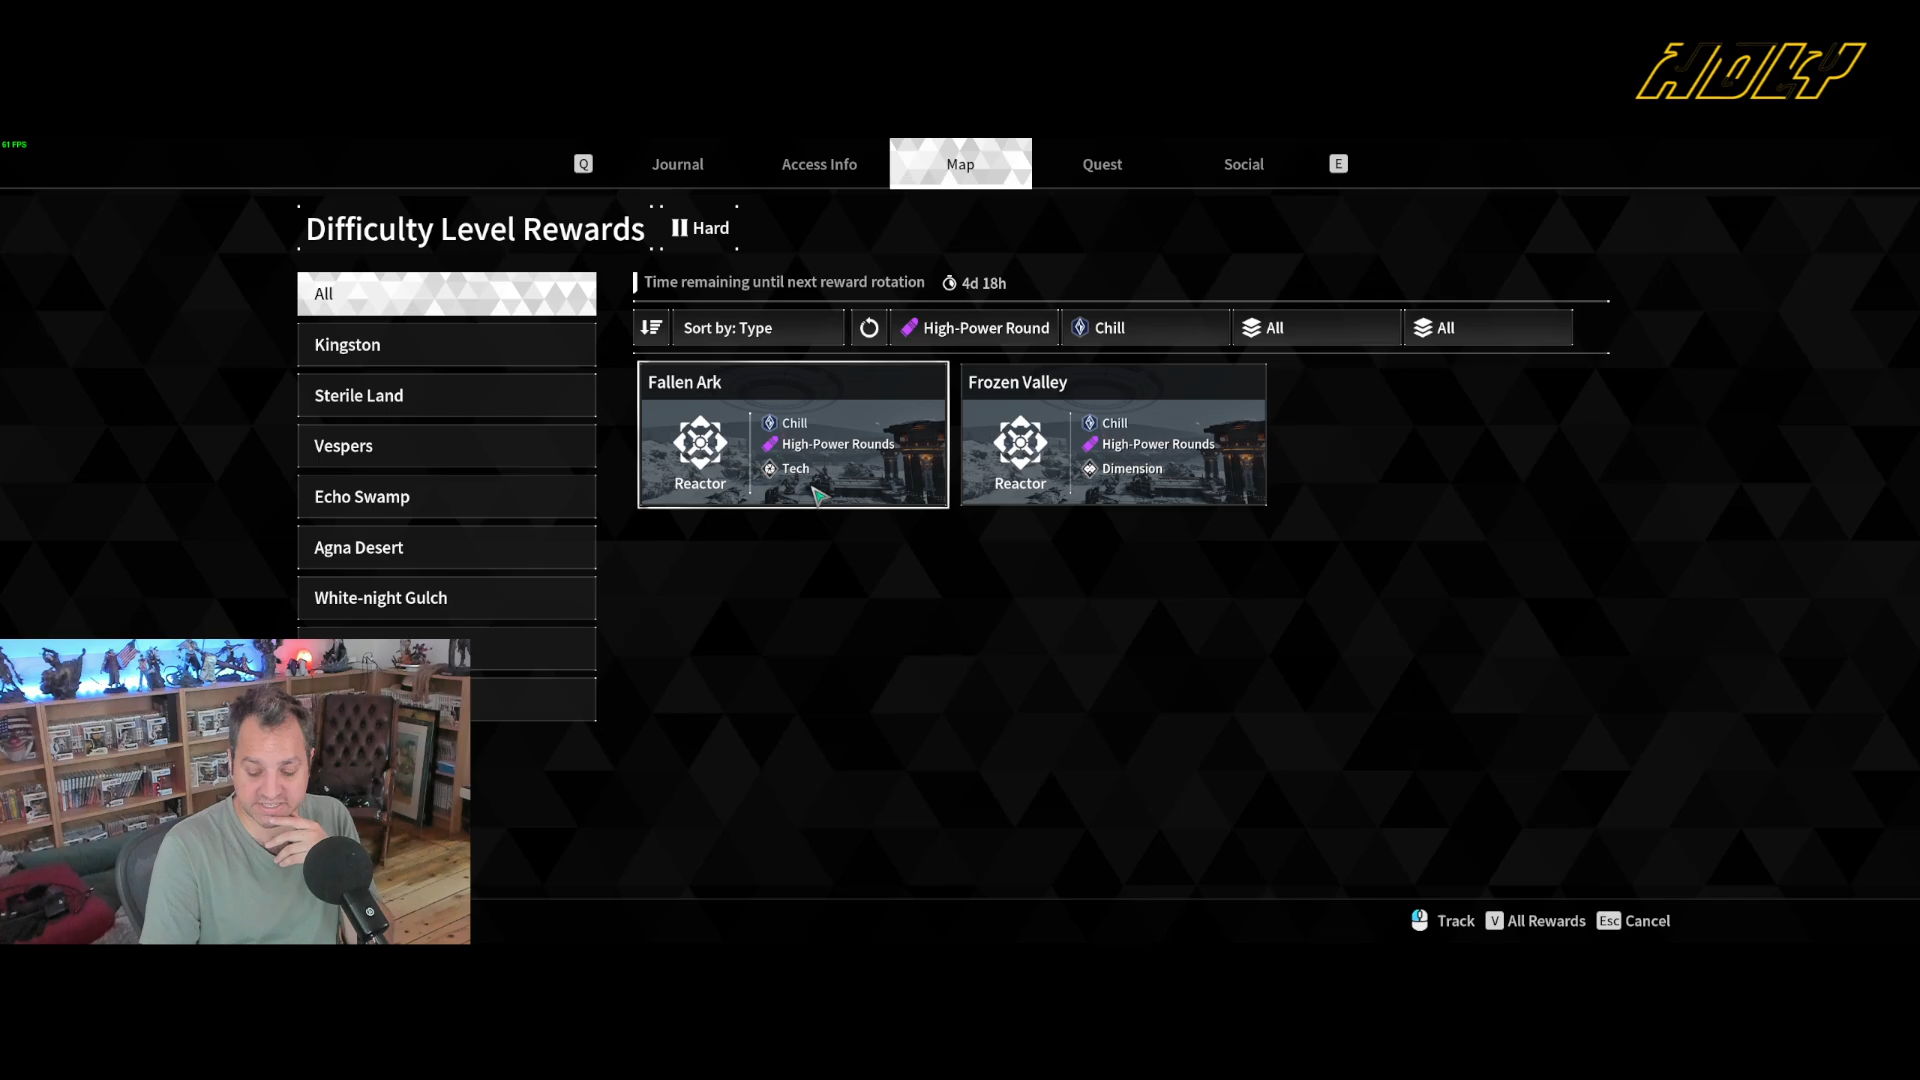 HOLY
61 FPS
Q
Journal
Access Info
Map
Quest
Social
E
Difficulty Level Rewards
Hard
All
Kingston
Sterile Land
Vespers
Echo Swamp
Agna Desert
White-night Gulch
Time remaining until next reward rotation 4d 18h
Sort by: Type
High-Power Round
Chill
All
All
Fallen Ark
Reactor
Chill
High-Power Rounds
Tech
Frozen Valley
Reactor
Chill
High-Power Rounds
Dimension
Track
V All Rewards
Esc Cancel